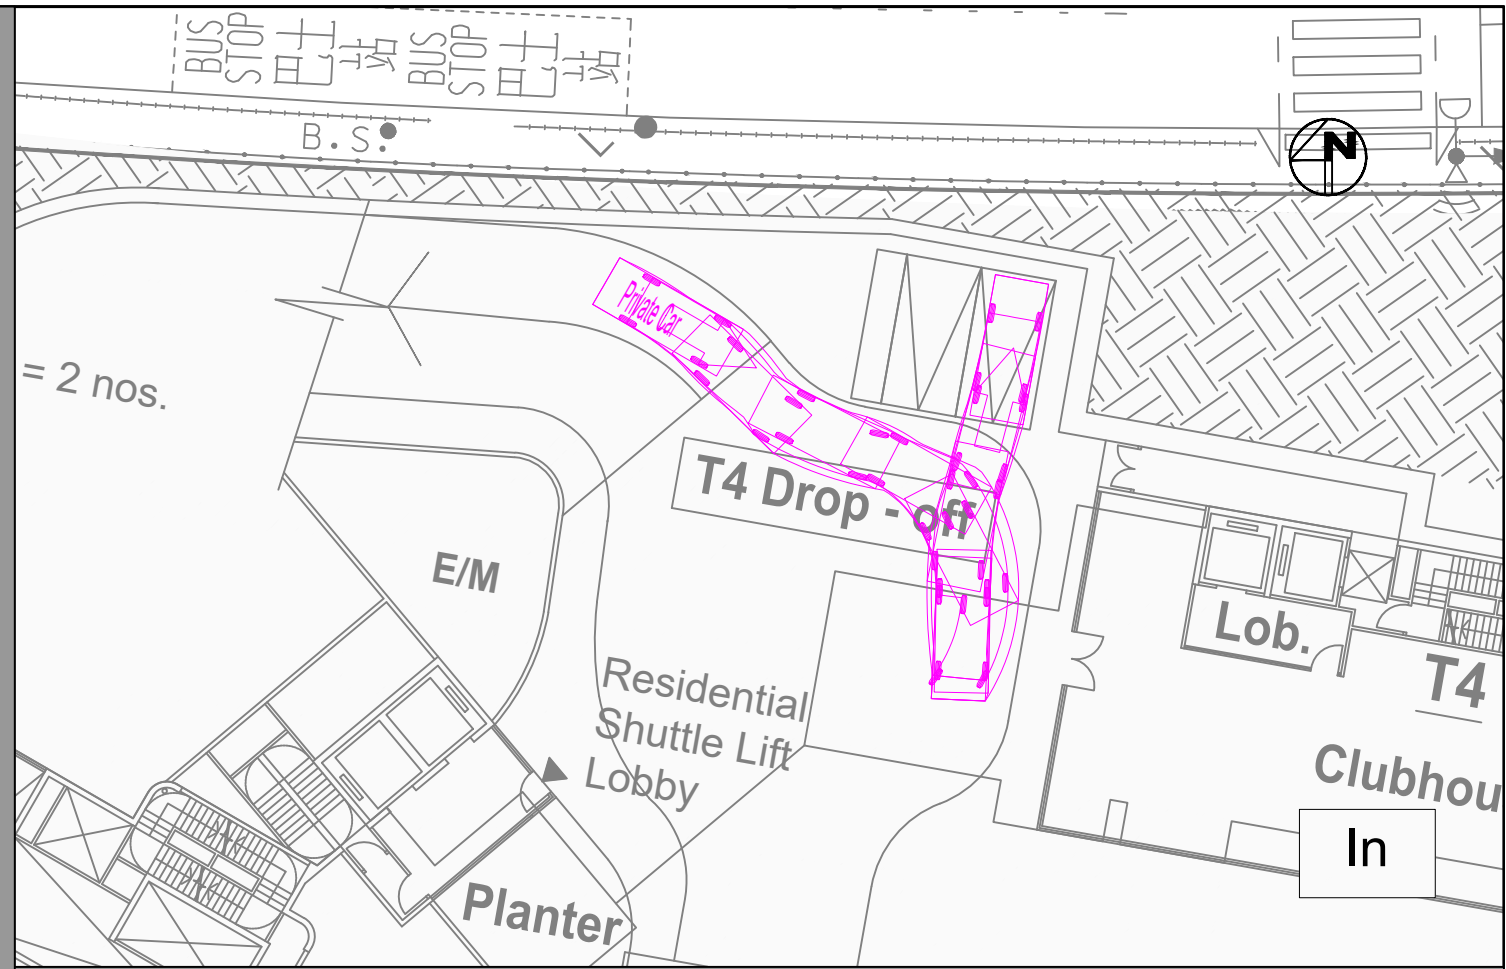 BUS
STOP
巴士
站
BUS
STOP
巴士
站
B.S.
N
= 2 nos.
Private Car
T4 Drop - off
E/M
Lob.
T4
Residential
Shuttle Lift
Lobby
Clubhou
In
Planter